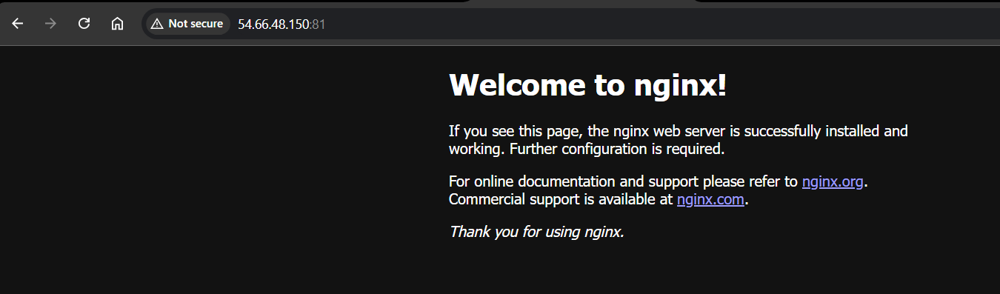 Not secure 54.66.48.150:81
Welcome to nginx!
If you see this page, the nginx web server is successfully installed and
working. Further configuration is required.
For online documentation and support please refer to nginx.org.
Commercial support is available at nginx.com.
Thank you for using nginx.